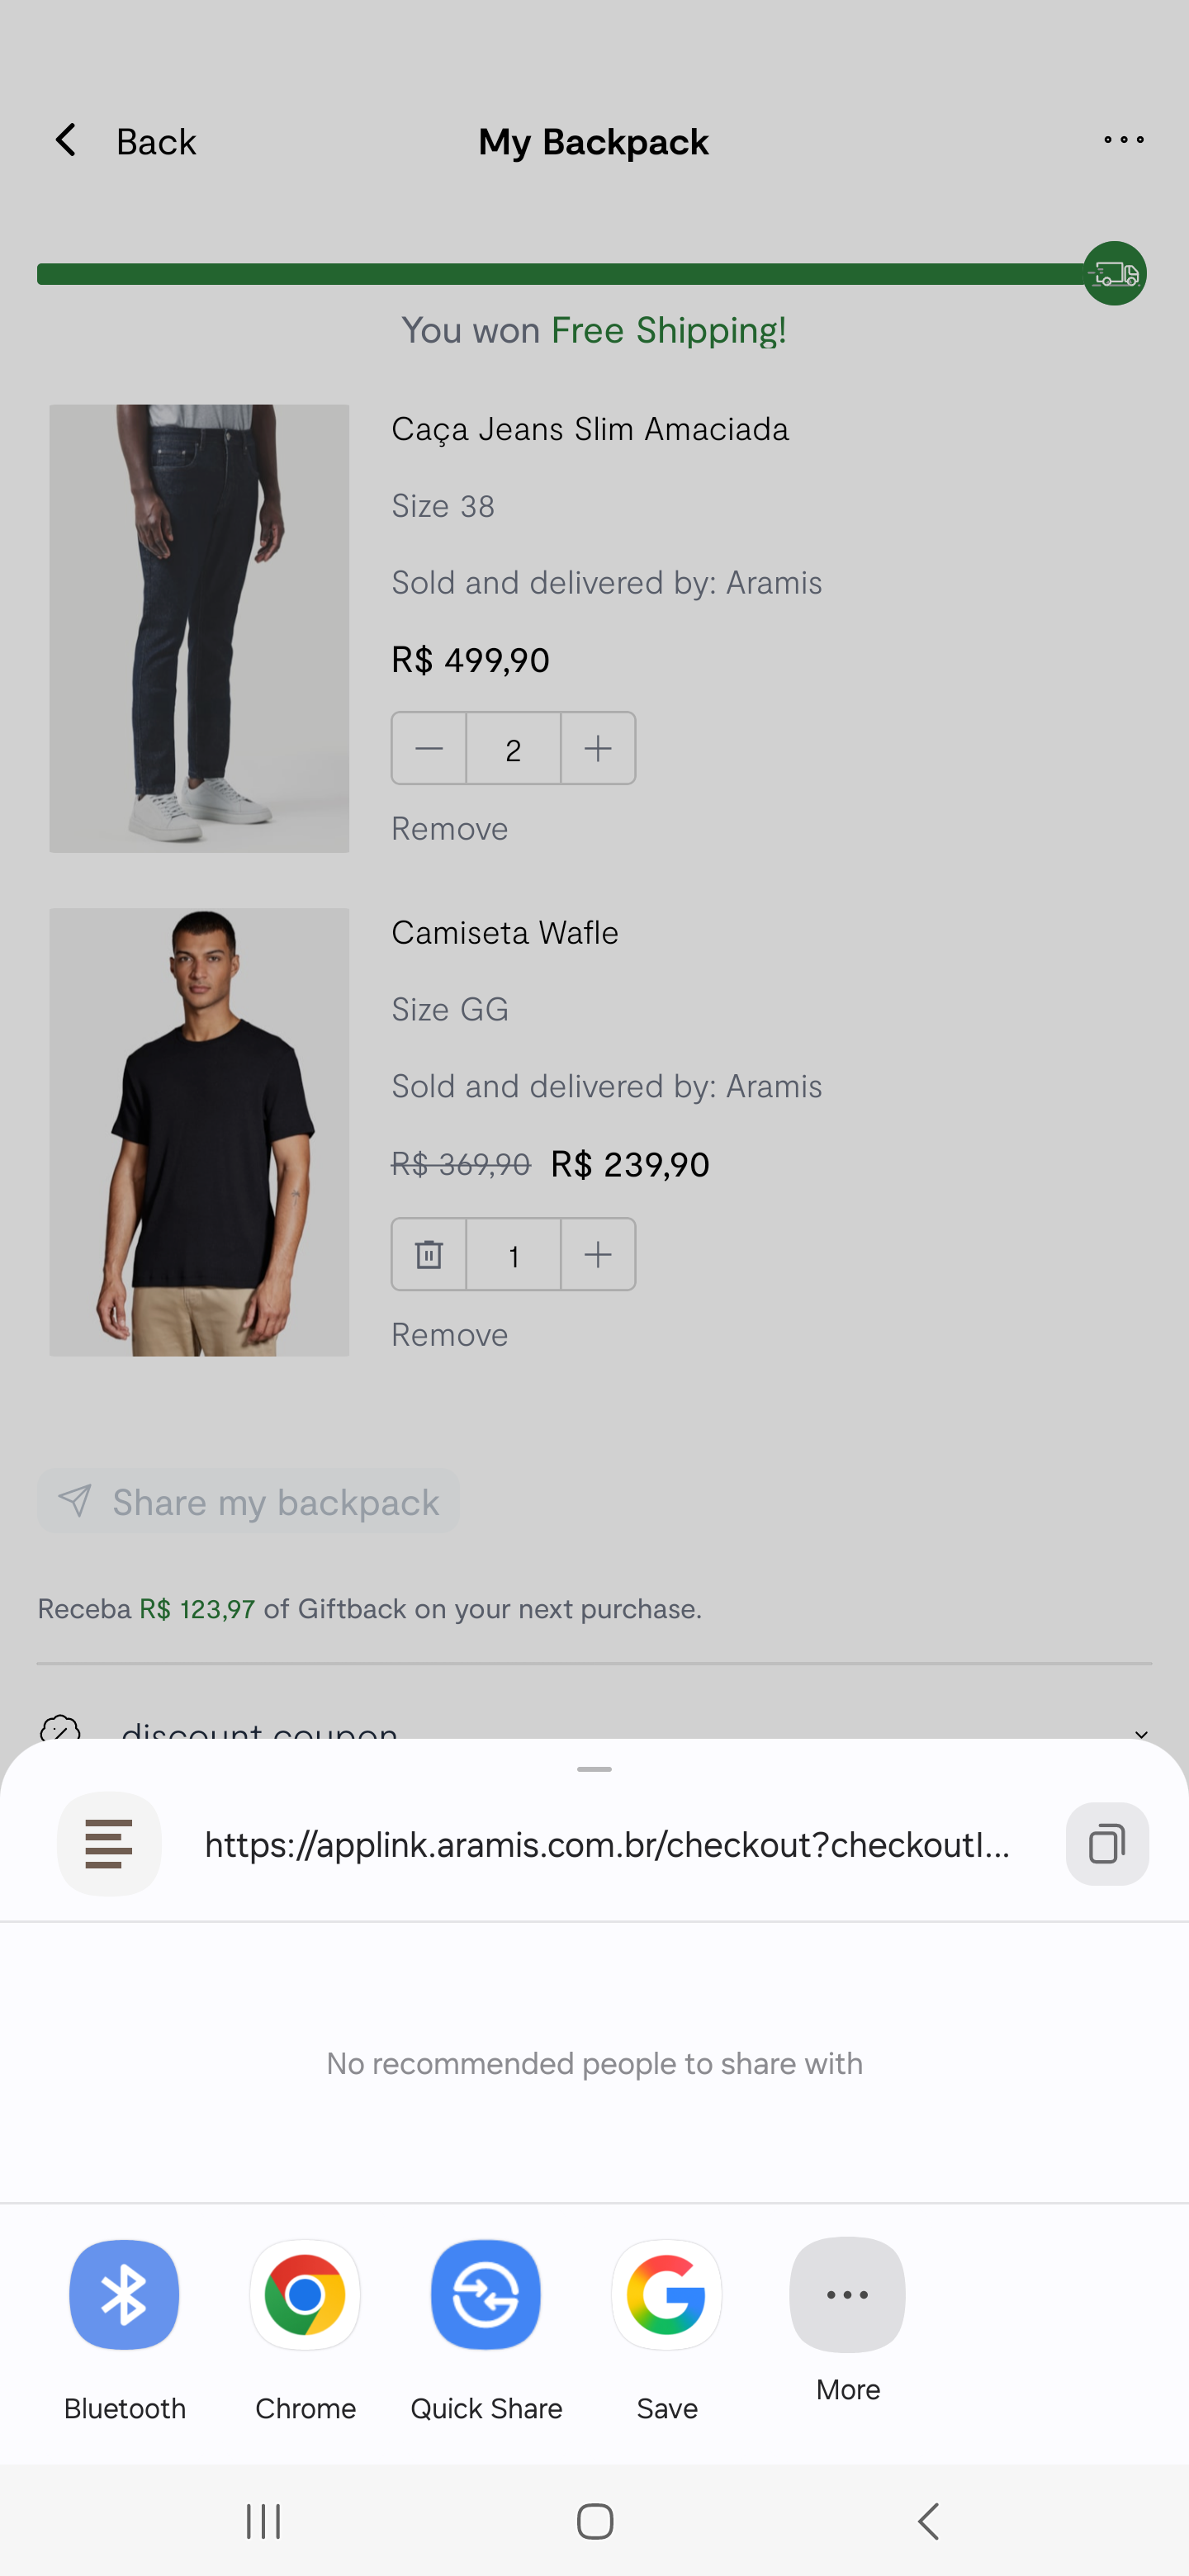 Back
My Backpack
You won Free Shipping!
Caça Jeans Slim Amaciada
Size 38
Sold and delivered by: Aramis
R$ 499,90
2
Remove
Camiseta Wafle
Size GG
Sold and delivered by: Aramis
R$ 369,90 R$ 239,90
1
Remove
Share my backpack
Receba R$ 123,97 of Giftback on your next purchase.
discount coupon
https://applink.aramis.com.br/checkout?checkoutI...
No recommended people to share with
Bluetooth
Chrome
Quick Share
Save
More